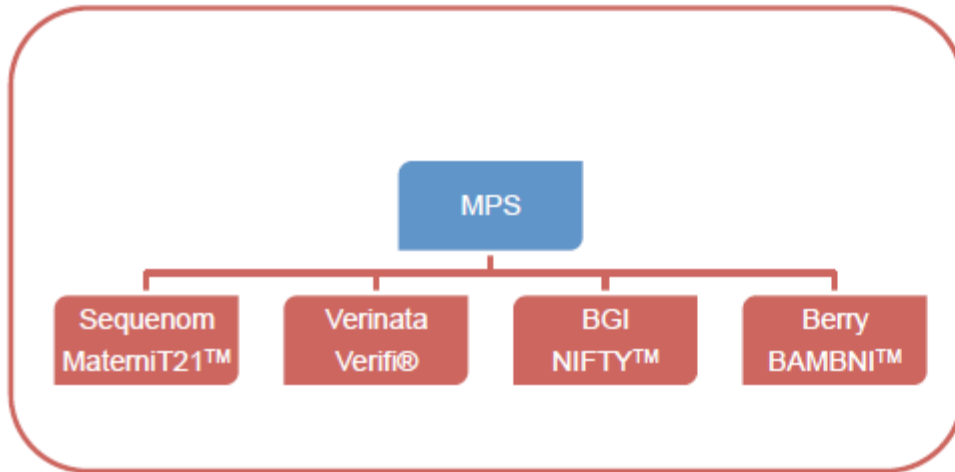 MPS
Sequenom
MaterniT21™
Verinata
Verifi®
BGI
NIFTY™
Berry
BAMBNI™